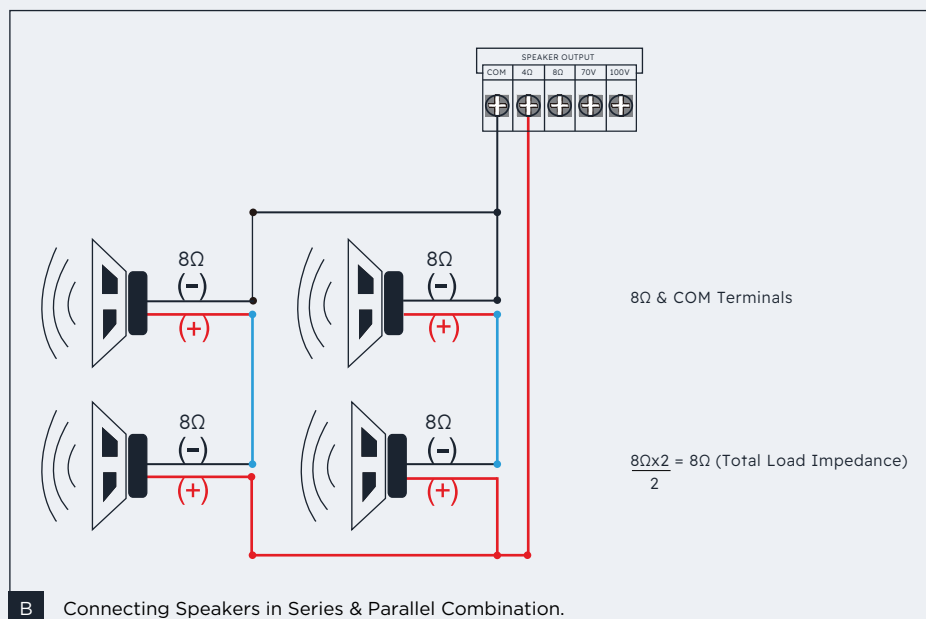 SPEAKER OUTPUT
COM 4Ω 8Ω 70V 100V
8Ω 8Ω
(-) (-)
(+) (+)
8Ω & COM Terminals
8Ω 8Ω
(-) (-)
(+) (+)
8Ωx2 = 8Ω (Total Load Impedance)
2
B Connecting Speakers in Series & Parallel Combination.